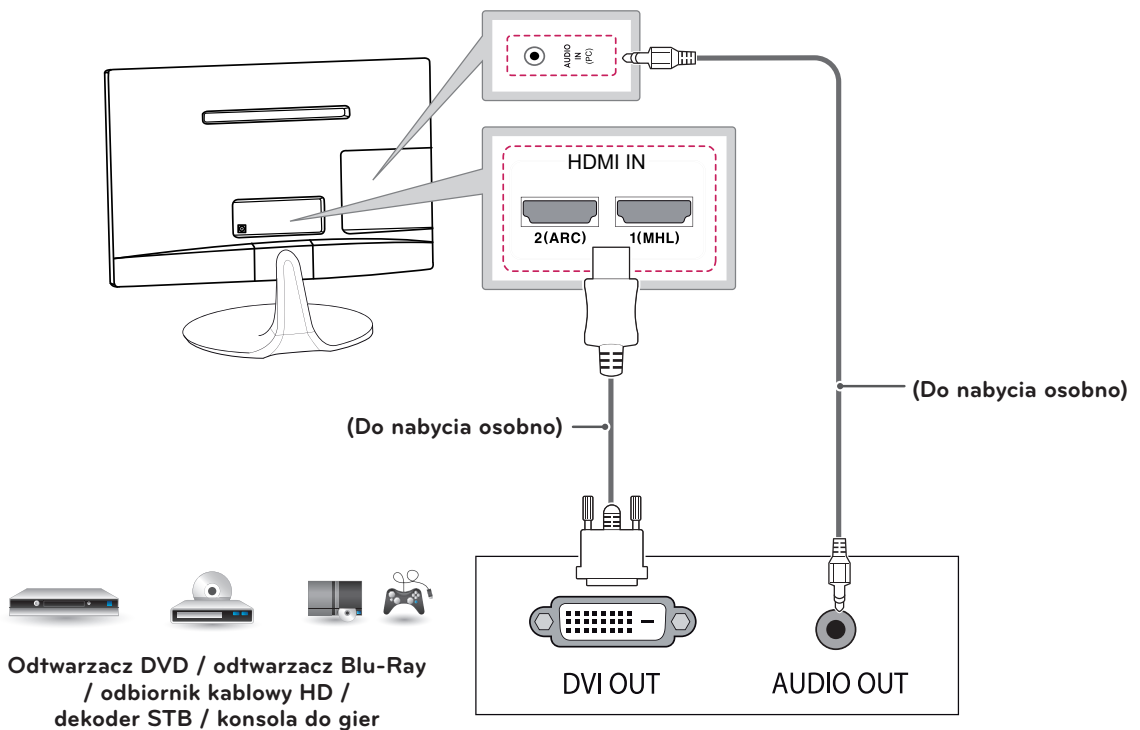 AUDIO
IN
(PC)
HDMI IN
2(ARC)
1(MHL)
(Do nabycia osobno)
(Do nabycia osobno)
Odtwarzacz DVD / odtwarzacz Blu-Ray
/ odbiornik kablowy HD /
dekoder STB / konsola do gier
DVI OUT
AUDIO OUT